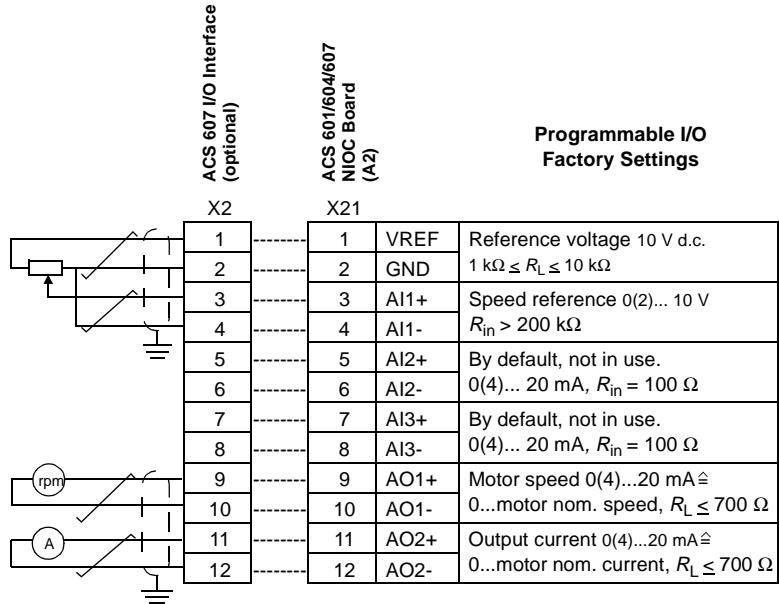 ACS 607 I/O Interface
(optional)
ACS 601/604/607
NIOC Board
(A2)
Programmable I/O
Factory Settings
X2 X21
1 1 VREF Reference voltage 10 V d.c.
2 2 GND 1 kΩ ≤ RL ≤ 10 kΩ
3 3 AI1+ Speed reference 0(2)... 10 V
4 4 AI1- Rin > 200 kΩ
5 5 AI2+ By default, not in use.
6 6 AI2- 0(4)... 20 mA, Rin = 100 Ω
7 7 AI3+ By default, not in use.
8 8 AI3- 0(4)... 20 mA, Rin = 100 Ω
rpm 9 9 AO1+ Motor speed 0(4)...20 mA ≙
10 10 AO1- 0...motor nom. speed, RL ≤ 700 Ω
A 11 11 AO2+ Output current 0(4)...20 mA ≙
12 12 AO2- 0...motor nom. current, RL ≤ 700 Ω